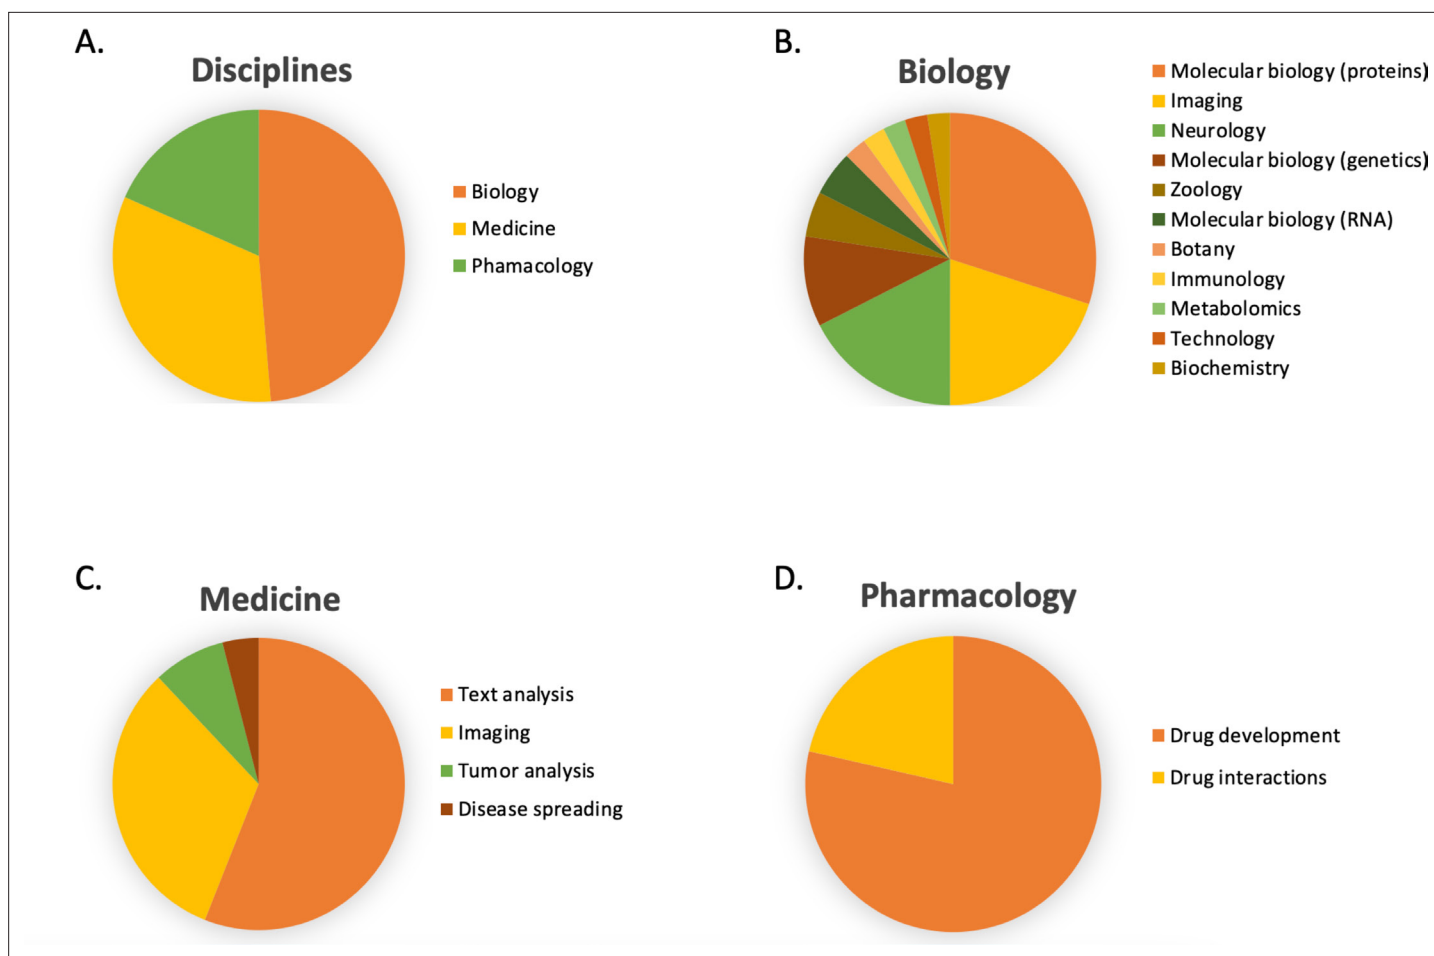 A.
Disciplines
Biology
Medicine
Phamacology
B.
Biology
Molecular biology (proteins)
Imaging
Neurology
Molecular biology (genetics)
Zoology
Molecular biology (RNA)
Botany
Immunology
Metabolomics
Technology
Biochemistry
C.
Medicine
Text analysis
Imaging
Tumor analysis
Disease spreading
D.
Pharmacology
Drug development
Drug interactions